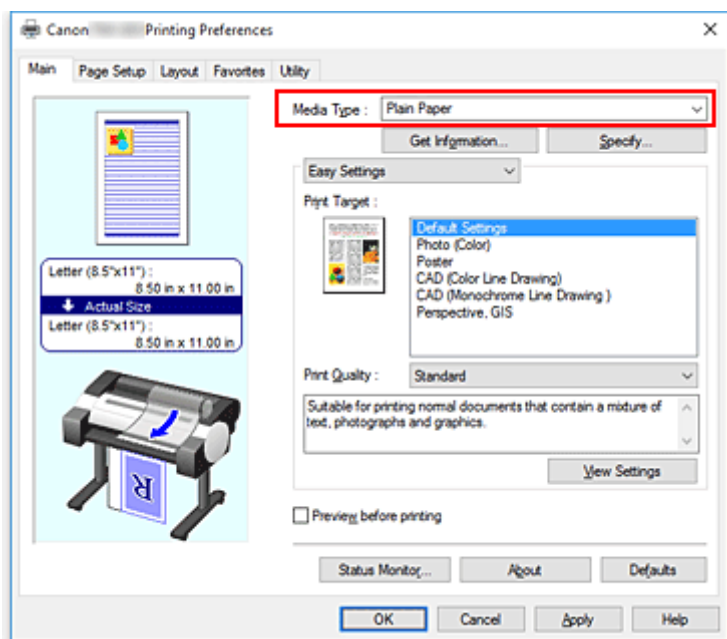 Canon Printing Preferences
Main Page Setup Layout Favorites Utility
Media Type : Plain Paper
Get Information... Specify...
Easy Settings
Print Target :
Default Settings
Photo (Color)
Poster
CAD (Color Line Drawing)
CAD (Monochrome Line Drawing )
Perspective, GIS
Letter (8.5"x11") :
8.50 in x 11.00 in
Actual Size
Letter (8.5"x11") :
8.50 in x 11.00 in
R
Print Quality : Standard
Suitable for printing normal documents that contain a mixture of
text, photographs and graphics.
View Settings
Preview before printing
Status Monitor... About Defaults
OK Cancel Apply Help